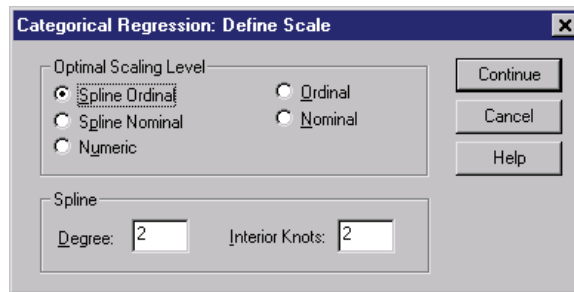 Categorical Regression: Define Scale
Optimal Scaling Level
Spline Ordinal
Ordinal
Spline Nominal
Nominal
Numeric
Continue
Cancel
Help
Spline
Degree: 2
Interior Knots: 2